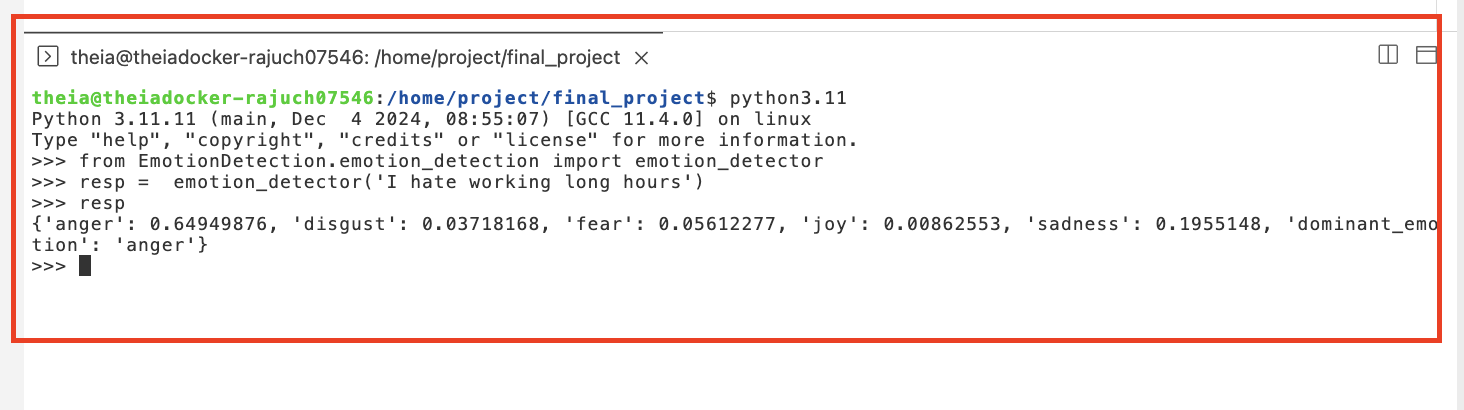 theia@theiadocker-rajuch07546: /home/project/final_project
theia@theiadocker-rajuch07546:/home/project/final_project$ python3.11
Python 3.11.11 (main, Dec  4 2024, 08:55:07) [GCC 11.4.0] on linux
Type "help", "copyright", "credits" or "license" for more information.
>>> from EmotionDetection.emotion_detection import emotion_detector
>>> resp =  emotion_detector('I hate working long hours')
>>> resp
{'anger': 0.64949876, 'disgust': 0.03718168, 'fear': 0.05612277, 'joy': 0.00862553, 'sadness': 0.1955148, 'dominant_emo
tion': 'anger'}
>>>